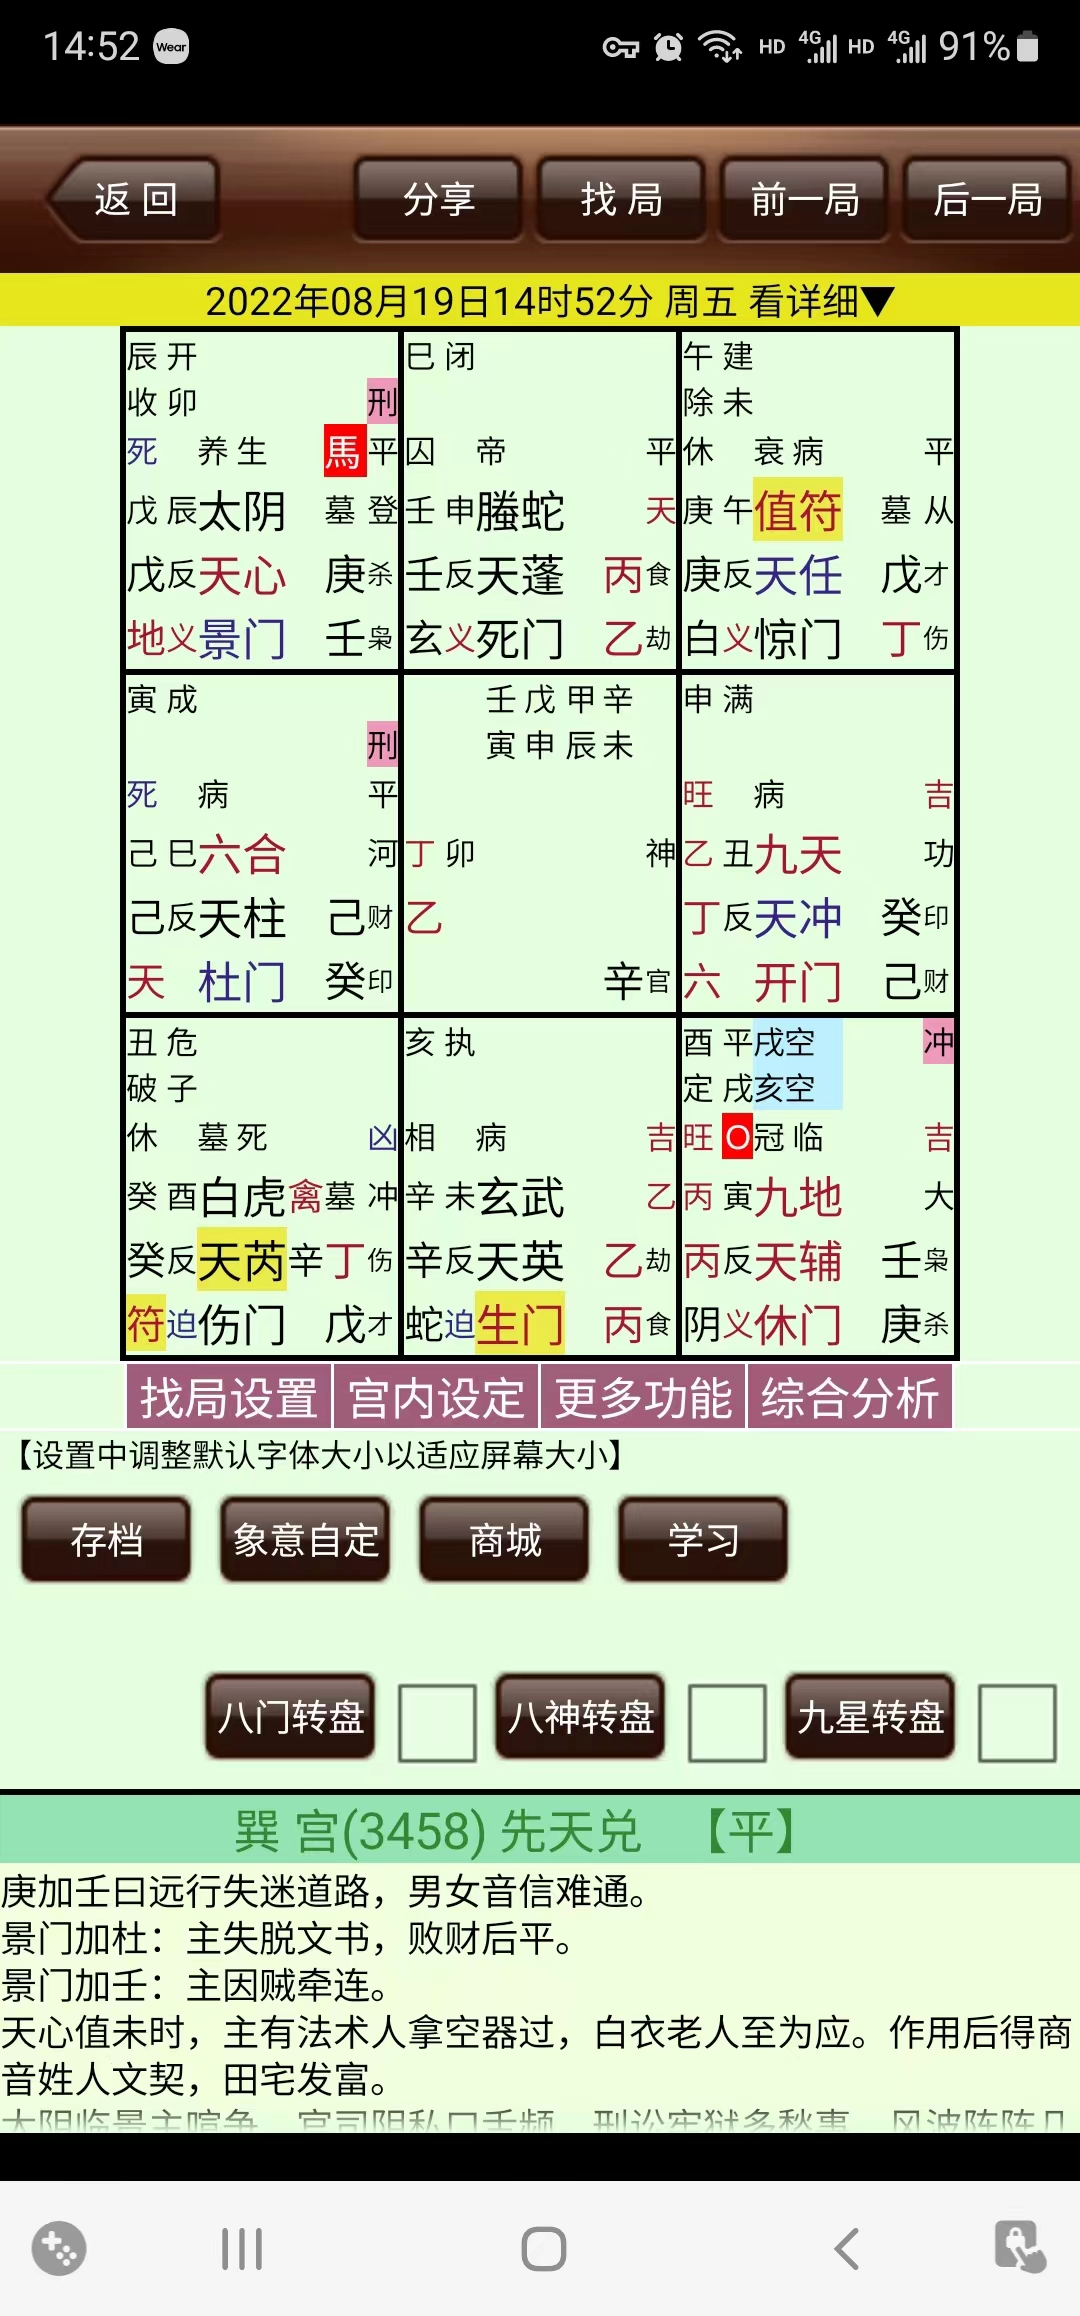 14:52 Wear HD 4G HD 4G 91%
返 回 分享 找 局 前一局 后一局
2022年08月19日14时52分 周五 看详细▼
辰 开
收 卯 刑
死 养 生 馬 平
戊 辰 太阴 墓 登
戊 反 天心 庚 杀
地 义 景门 壬 枭
巳 闭
囚 帝 平
壬 申 螣蛇 天
壬 反 天蓬 丙 食
玄 义 死门 乙 劫
午 建
除 未
休 衰 病 平
庚 午 值符 墓 从
庚 反 天任 戊 才
白 义 惊门 丁 伤
寅 成
刑
死 病 平
己 巳 六合 河
己 反 天柱 己 财
天 杜门 癸 印
壬 戊 甲 辛
寅 申 辰 未
丁 卯 神
乙
辛 官
申 满
旺 病 吉
乙 丑 九天 功
丁 反 天冲 癸 印
六 开门 己 财
丑 危
破 子
休 墓 死 凶
癸 酉 白虎 禽 墓 冲
癸 反 天芮 辛 丁 伤
符 迫 伤门 戊 才
亥 执
相 病 吉
辛 未 玄武 乙
辛 反 天英 乙 劫
蛇 迫 生门 丙 食
酉 平 戌空 冲
定 戌 亥空
旺 O 冠 临 吉
丙 寅 九地 大
丙 反 天辅 壬 枭
阴 义 休门 庚 杀
找局设置 宫内设定 更多功能 综合分析
【设置中调整默认字体大小以适应屏幕大小】
存档 象意自定 商城 学习
八门转盘 八神转盘 九星转盘
巽 宫(3458) 先天兑 【平】
庚加壬曰远行失迷道路，男女音信难通。
景门加杜：主失脱文书，败财后平。
景门加壬：主因贼牵连。
天心值未时，主有法术人拿空器过，白衣老人至为应。作用后得商
音姓人文契，田宅发富。